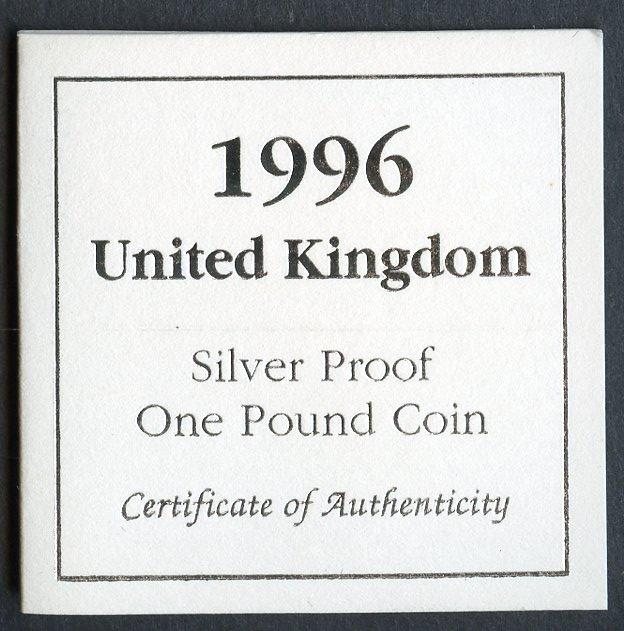 1996
United Kingdom
Silver Proof
One Pound Coin
Certificate of Authenticity